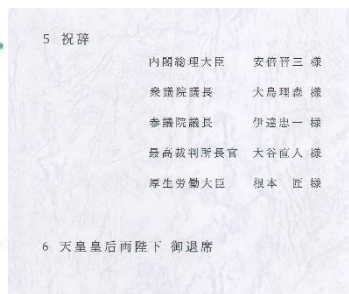 5 祝辞
内閣総理大臣 安倍晋三 様
衆議院議長 大島理森 様
参議院議長 伊達忠一 様
最高裁判所長官 大谷直人 様
厚生労働大臣 根本 匠 様
6 天皇皇后両陛下 御退席